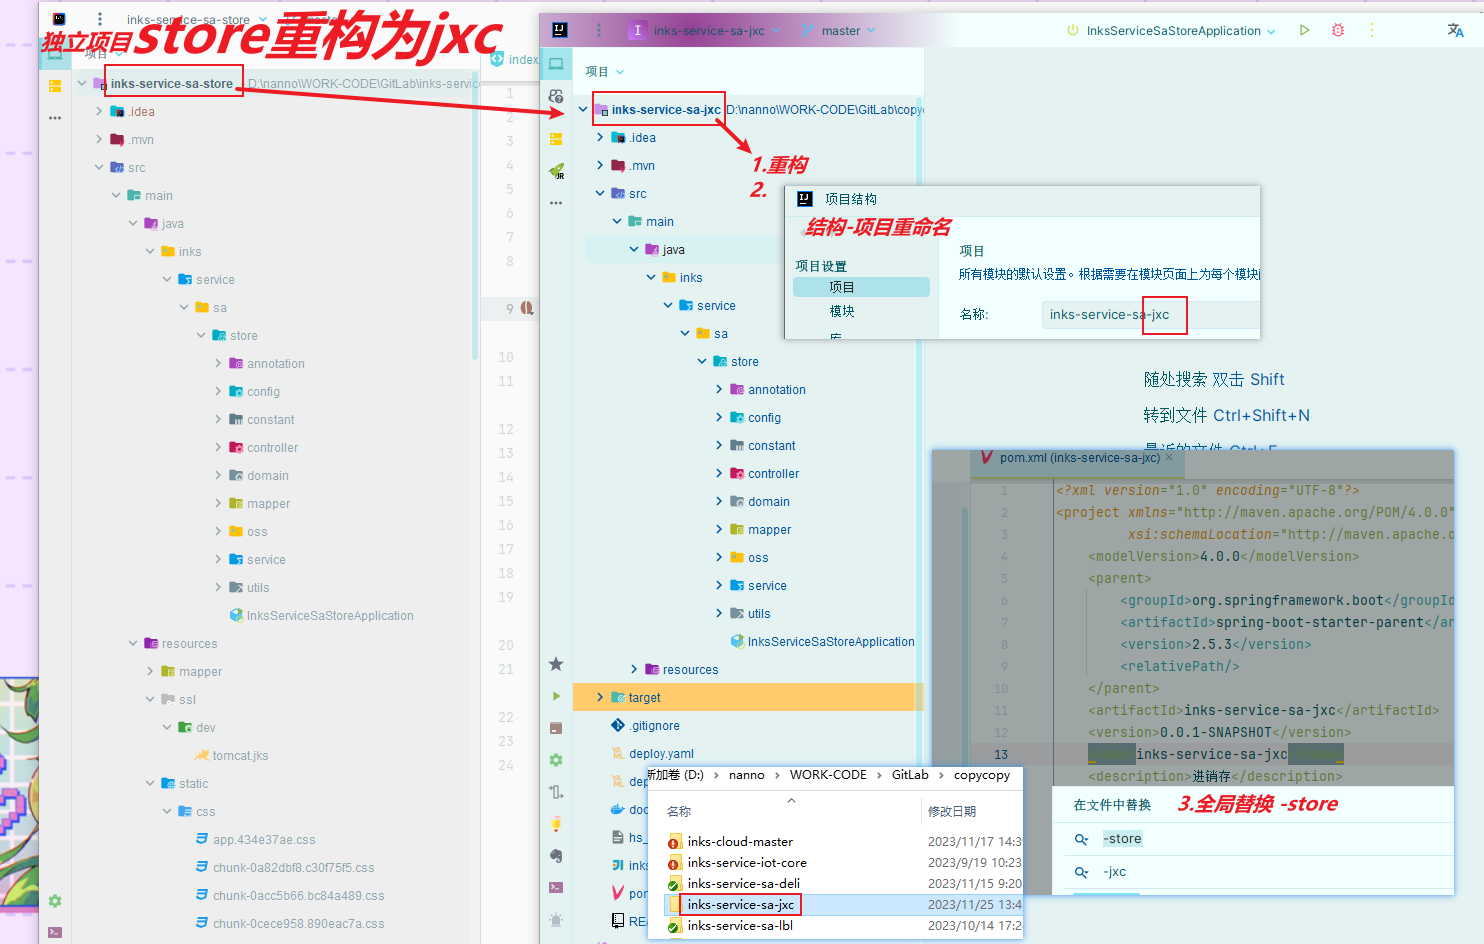 inks-service-sa-store
独立项目store重构为jxc
项目
inks-service-sa-store D:\nanno\WORK-CODE\GitLab\inks-servic
.idea
.mvn
src
main
java
inks
service
sa
store
annotation
config
constant
controller
domain
mapper
oss
service
utils
InksServiceSaStoreApplication
resources
mapper
ssl
dev
tomcat.jks
static
css
app.434e37ae.css
chunk-0a82dbf8.c30f75f5.css
chunk-0acc5b66.bc84a489.css
chunk-0cece958.890eac7a.css
index.
1
2
3
4
5
6
7
8
9
10
11
12
13
14
15
16
17
18
19
20
21
22
23
24
I inks-service-sa-jxc master InksServiceSaStoreApplication
项目
inks-service-sa-jxc D:\nanno\WORK-CODE\GitLab\copyc
.idea
.mvn
src
main
java
inks
service
sa
store
annotation
config
constant
controller
domain
mapper
oss
service
utils
InksServiceSaStoreApplication
resources
target
.gitignore
deploy.yaml
dep
doc
hs_
inks
pon
REA
1.重构
2.
项目结构
结构-项目重命名
项目设置
项目
模块
库
项目
所有模块的默认设置。根据需要在模块页面上为每个模块
名称: inks-service-sa-jxc
随处搜索 双击 Shift
转到文件 Ctrl+Shift+N
最近的文件 Ctrl+E
pom.xml (inks-service-sa-jxc)
1 <?xml version="1.0" encoding="UTF-8"?>
2 <project xmlns="http://maven.apache.org/POM/4.0.0"
3 xsi:schemaLocation="http://maven.apache.o
4 <modelVersion>4.0.0</modelVersion>
5 <parent>
6 <groupId>org.springframework.boot</groupId
7 <artifactId>spring-boot-starter-parent</ar
8 <version>2.5.3</version>
9 <relativePath/>
10 </parent>
11 <artifactId>inks-service-sa-jxc</artifactId>
12 <version>0.0.1-SNAPSHOT</version>
13 inks-service-sa-jxc
<description>进销存</description>
在文件中替换 3.全局替换 -store
-store
-jxc
新加卷 (D:) > nanno > WORK-CODE > GitLab > copycopy
名称 修改日期
inks-cloud-master 2023/11/17 14:3
inks-service-iot-core 2023/9/19 10:23
inks-service-sa-deli 2023/11/15 9:20
inks-service-sa-jxc 2023/11/25 13:4
inks-service-sa-lbl 2023/10/14 17:2